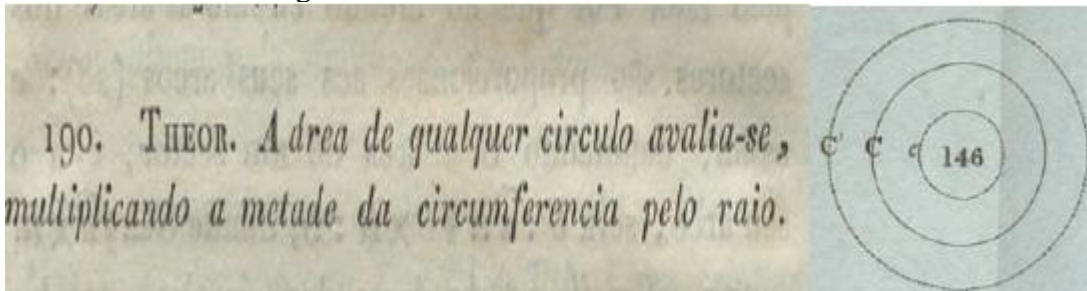 190. THEOR. A área de qualquer circulo avalia-se,
multiplicando a metade da circumferencia pelo raio.
C' C c 146